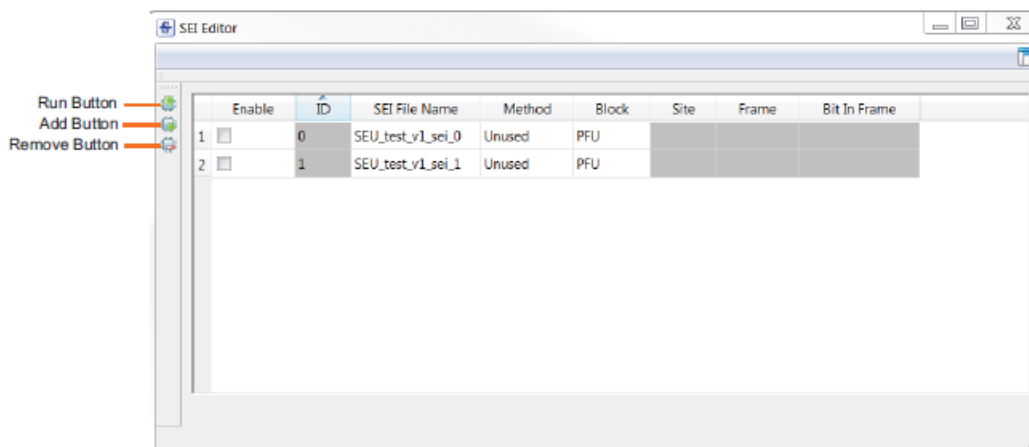 SEI Editor
Run Button
Add Button
Remove Button
Enable ID SEI File Name Method Block Site Frame Bit In Frame
1 0 SEU_test_v1_sei_0 Unused PFU
2 1 SEU_test_v1_sei_1 Unused PFU